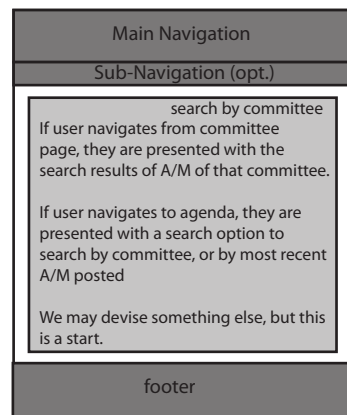 Main Navigation
Sub-Navigation (opt.)
search by committee
If user navigates from committee
page, they are presented with the
search results of A/M of that committee.
If user navigates to agenda, they are
presented with a search option to
search by committee, or by most recent
A/M posted
We may devise something else, but this
is a start.
footer